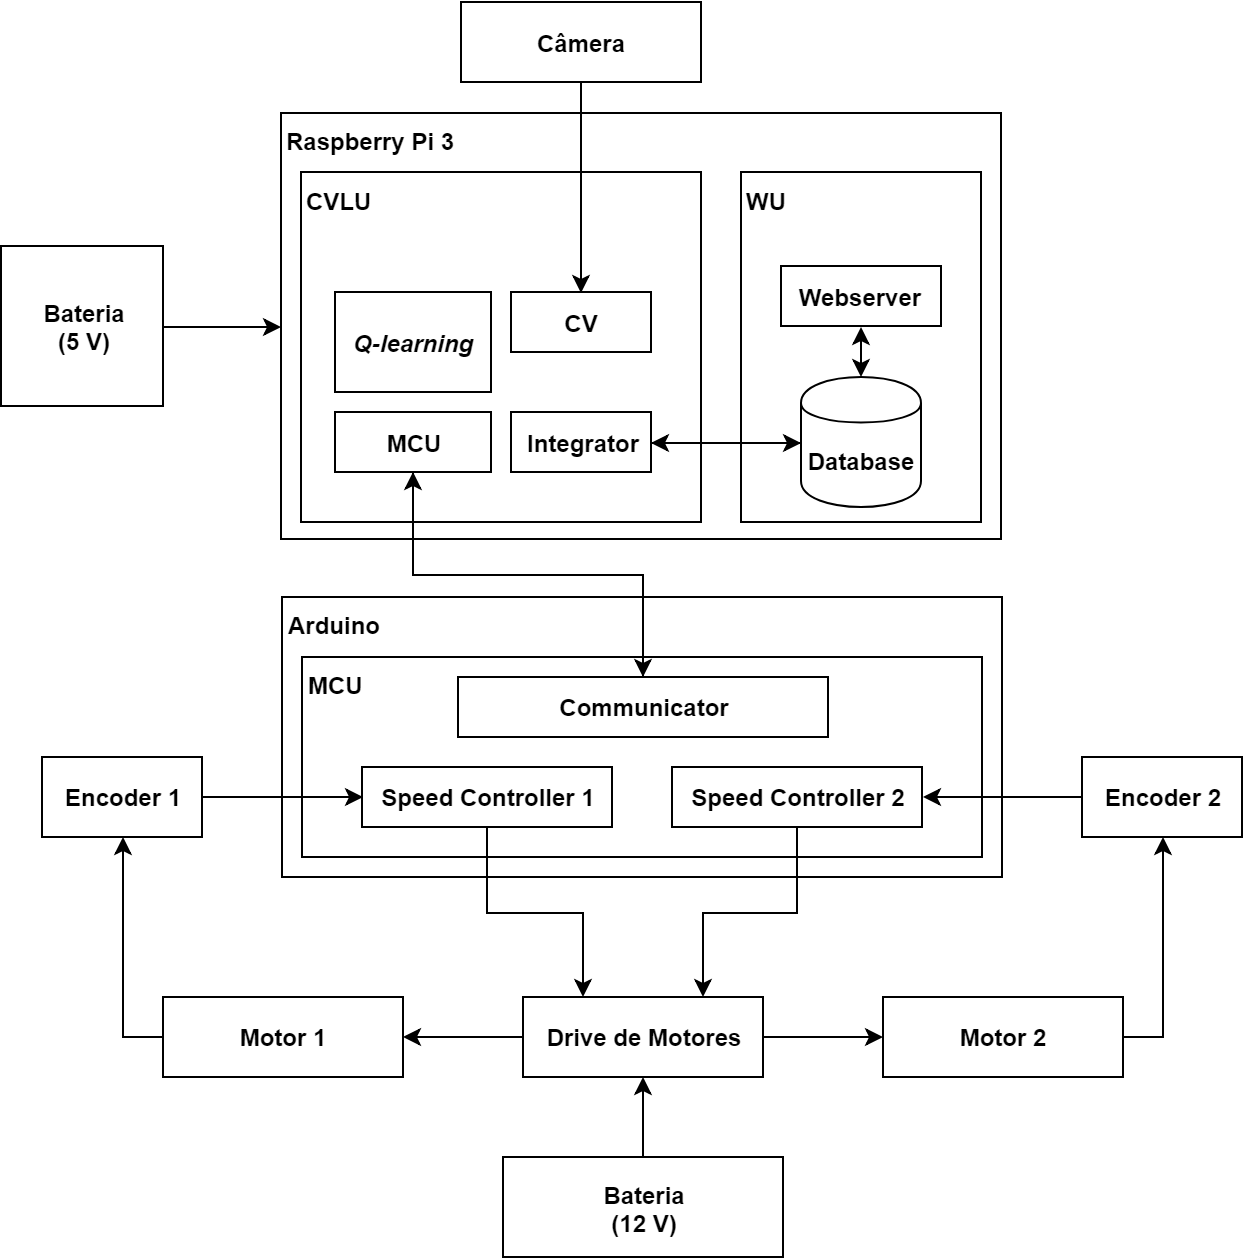 Câmera
Raspberry Pi 3
CVLU
WU
Bateria
(5 V)
Q-learning
CV
Webserver
MCU
Integrator
Database
Arduino
MCU
Communicator
Encoder 1
Speed Controller 1
Speed Controller 2
Encoder 2
Motor 1
Drive de Motores
Motor 2
Bateria
(12 V)